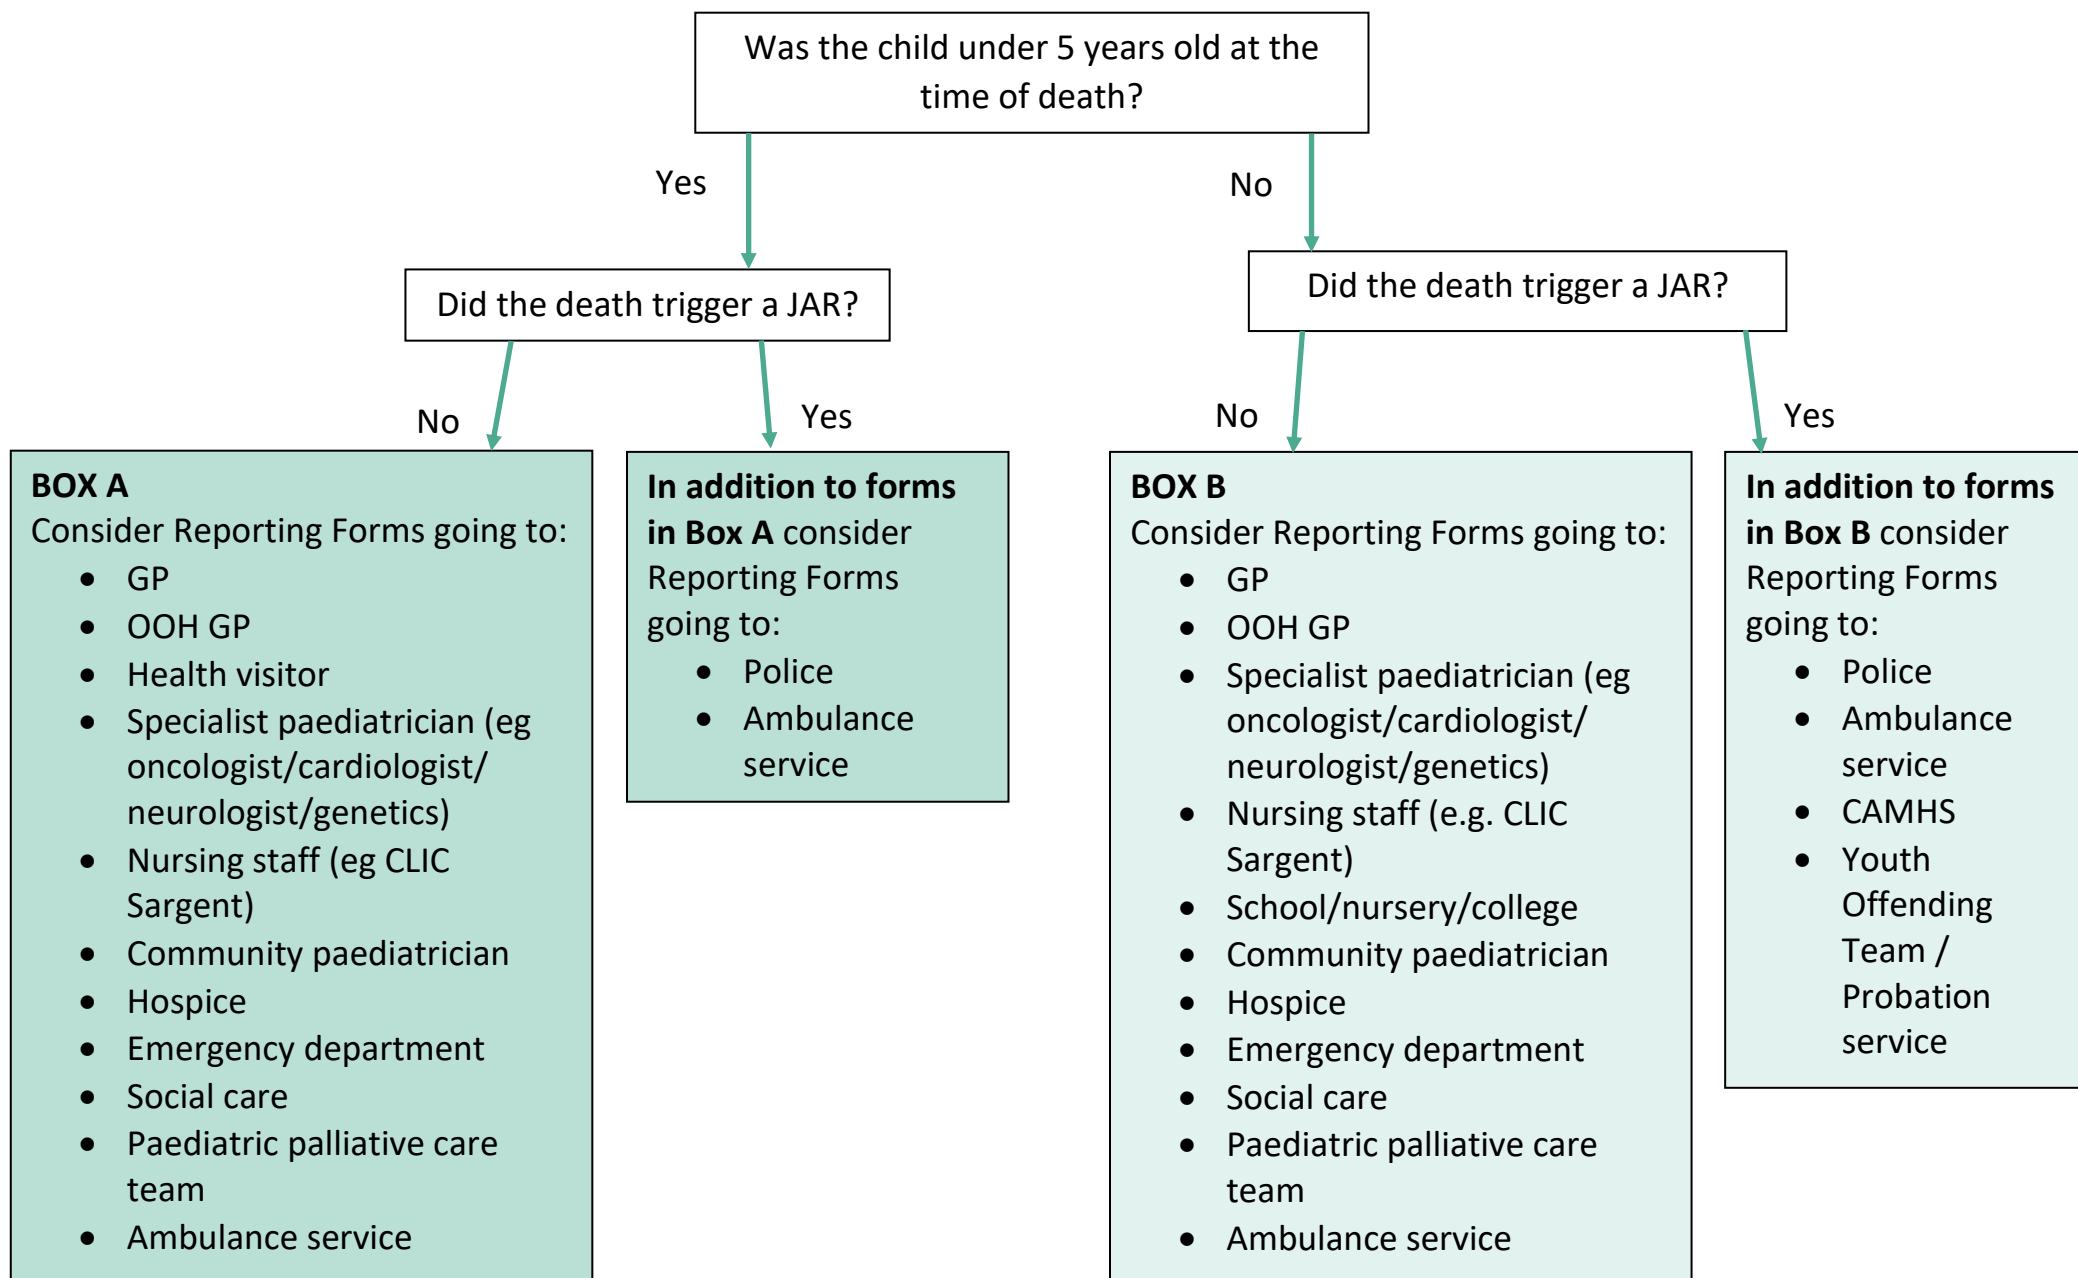 Was the child under 5 years old at the
time of death?
Yes
No
Did the death trigger a JAR?
Did the death trigger a JAR?
No
Yes
No
Yes
BOX A
Consider Reporting Forms going to:
• GP
• OOH GP
• Health visitor
• Specialist paediatrician (eg
oncologist/cardiologist/
neurologist/genetics)
• Nursing staff (eg CLIC
Sargent)
• Community paediatrician
• Hospice
• Emergency department
• Social care
• Paediatric palliative care
team
• Ambulance service
In addition to forms
in Box A consider
Reporting Forms
going to:
• Police
• Ambulance
service
BOX B
Consider Reporting Forms going to:
• GP
• OOH GP
• Specialist paediatrician (eg
oncologist/cardiologist/
neurologist/genetics)
• Nursing staff (e.g. CLIC
Sargent)
• School/nursery/college
• Community paediatrician
• Hospice
• Emergency department
• Social care
• Paediatric palliative care
team
• Ambulance service
In addition to forms
in Box B consider
Reporting Forms
going to:
• Police
• Ambulance
service
• CAMHS
• Youth
Offending
Team /
Probation
service